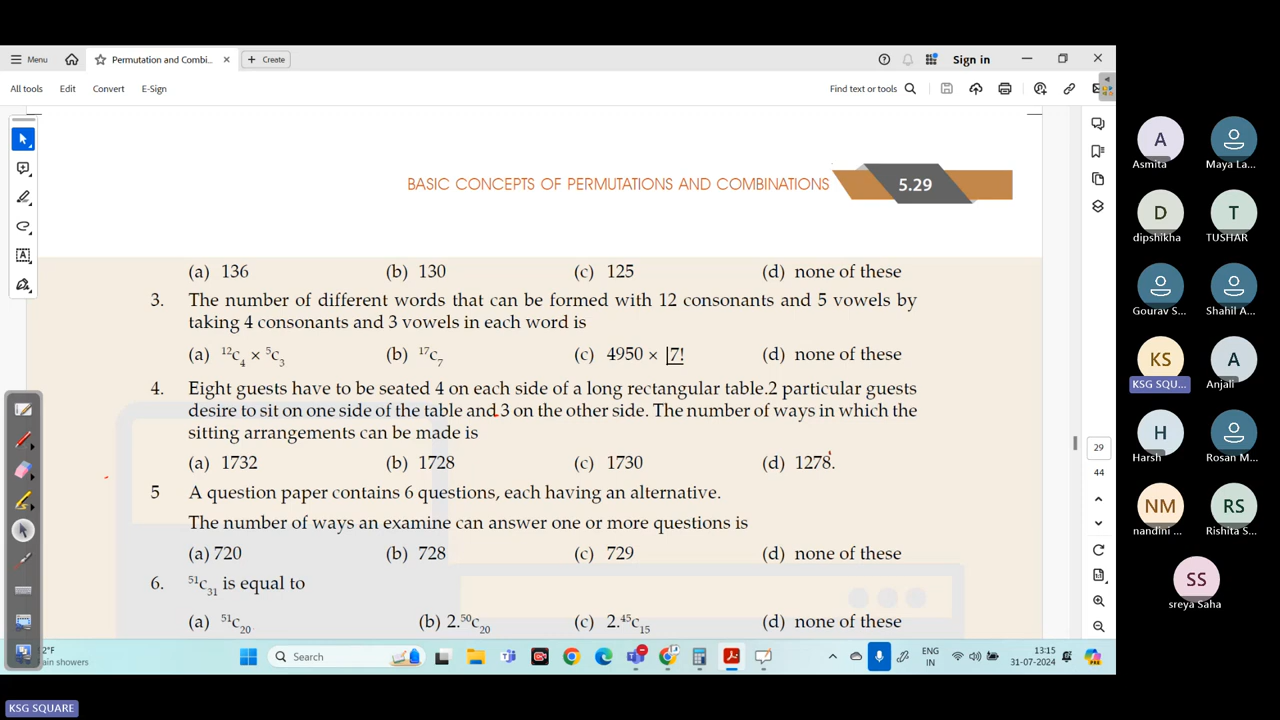 Menu
Permutation and Combi...
Create
Sign in
All tools
Edit
Convert
E-Sign
Find text or tools
BASIC CONCEPTS OF PERMUTATIONS AND COMBINATIONS 5.29
(a) 136 (b) 130 (c) 125 (d) none of these
3. The number of different words that can be formed with 12 consonants and 5 vowels by
taking 4 consonants and 3 vowels in each word is
(a) ¹²c₄ × ⁵c₃ (b) ¹⁷c₇ (c) 4950 × |7! (d) none of these
4. Eight guests have to be seated 4 on each side of a long rectangular table.2 particular guests
desire to sit on one side of the table and 3 on the other side. The number of ways in which the
sitting arrangements can be made is
(a) 1732 (b) 1728 (c) 1730 (d) 1278.
5 A question paper contains 6 questions, each having an alternative.
The number of ways an examine can answer one or more questions is
(a) 720 (b) 728 (c) 729 (d) none of these
6. ⁵¹c₃₁ is equal to
(a) ⁵¹c₂₀ (b) 2.⁵⁰c₂₀ (c) 2.⁴⁵c₁₅ (d) none of these
29
44
2°F
ain showers
Search
ENG
IN
13:15
31-07-2024
KSG SQUARE
A
Asmita
Maya La...
D
dipshikha
T
TUSHAR
Gourav S...
Shahil A...
KS
KSG SQU...
A
Anjali
H
Harsh
Rosan M...
NM
nandini ...
RS
Rishita S...
SS
sreya Saha